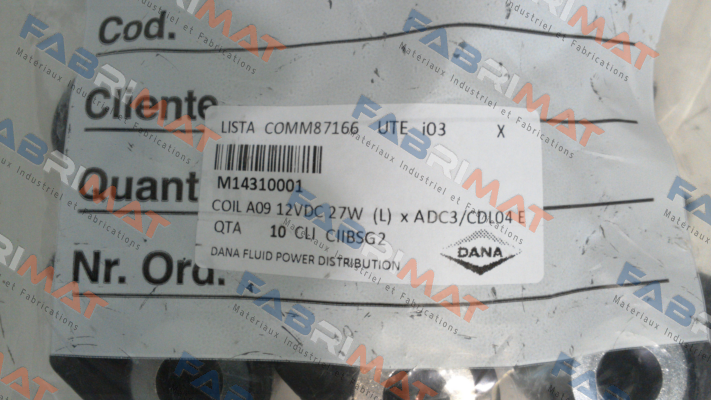 Cod.
Cliente
LISTA COMM87166 UTE i03 X
Quant
M14310001
COIL A09 12VDC 27W (L) x ADC3/CDL04 E
QTA 10 CLI CIIBSG2
DANA
DANA FLUID POWER DISTRIBUTION
Nr. Ord.
FABRIMAT
Materiaux Industriel et Fabrications